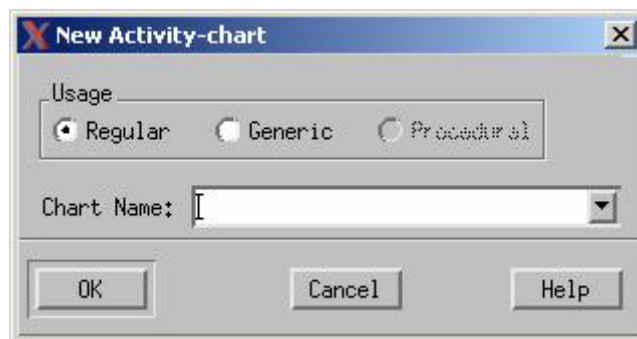 New Activity-chart
Usage
Regular Generic Procedural
Chart Name:
OK Cancel Help